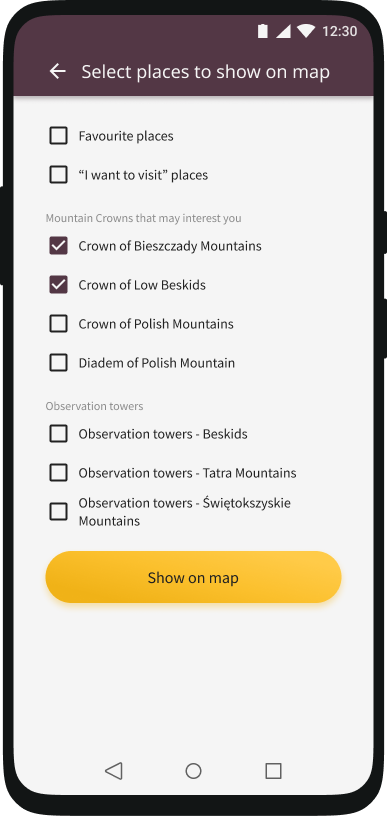 12:30
Select places to show on map
Favourite places
“I want to visit” places
Mountain Crowns that may interest you
Crown of Bieszczady Mountains
Crown of Low Beskids
Crown of Polish Mountains
Diadem of Polish Mountain
Observation towers
Observation towers - Beskids
Observation towers - Tatra Mountains
Observation towers - Świętokszyskie
Mountains
Show on map